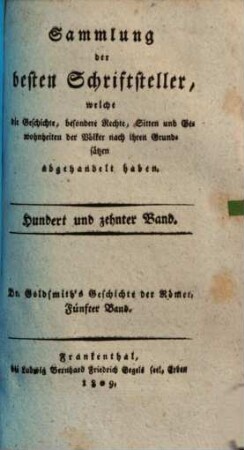 Sammlung
der
besten Schriftsteller,
welche
die Geschichte, besondere Rechte, Sitten und Ge-
wohnheiten der Völker nach ihren Grund-
sätzen
abgehandelt haben.
Hundert und zehnter Band.
Dr. Goldsmith's Geschichte der Römer,
Fünfter Band.
Frankenthal,
bei Ludwig Bernhard Friedrich Gegels seel. Erben
1809.